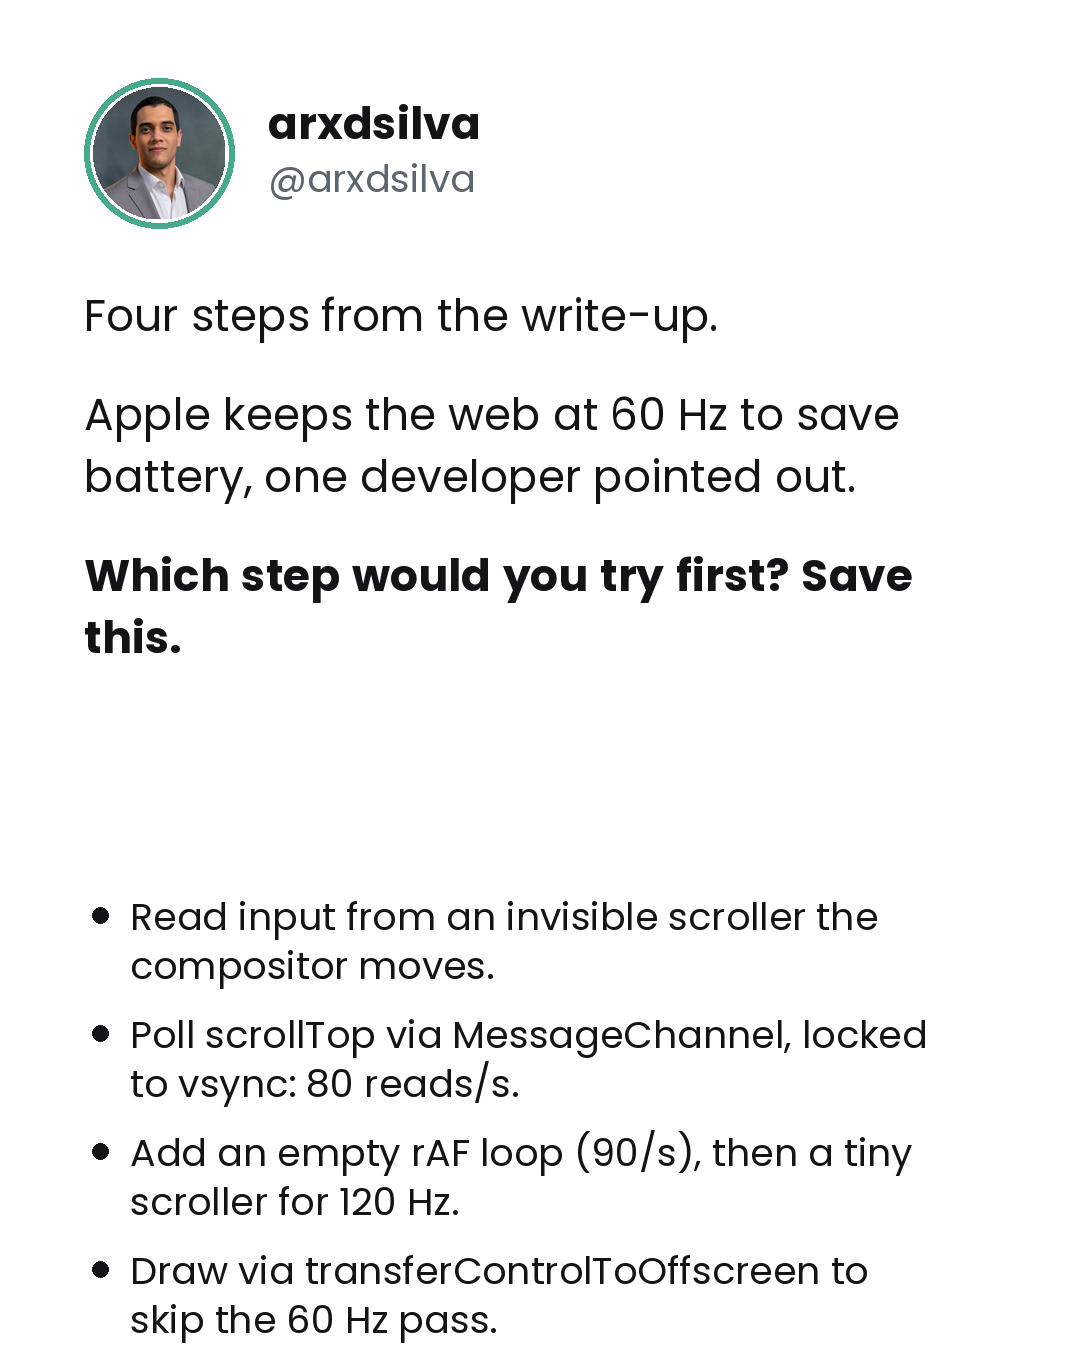 arxdsilva
@arxdsilva
Four steps from the write-up.
Apple keeps the web at 60 Hz to save
battery, one developer pointed out.
Which step would you try first? Save
this.
• Read input from an invisible scroller the
compositor moves.
• Poll scrollTop via MessageChannel, locked
to vsync: 80 reads/s.
• Add an empty rAF loop (90/s), then a tiny
scroller for 120 Hz.
• Draw via transferControlToOffscreen to
skip the 60 Hz pass.